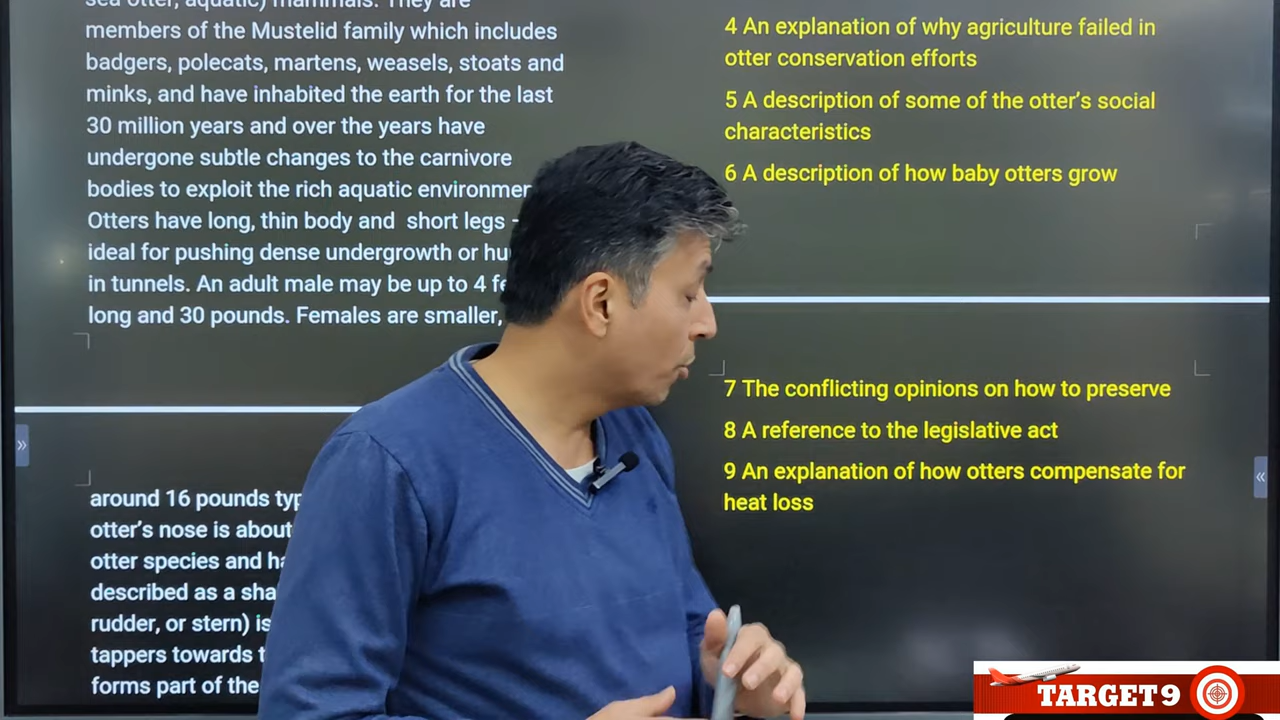 sea otter, aquatic) mammals. They are
members of the Mustelid family which includes
badgers, polecats, martens, weasels, stoats and
minks, and have inhabited the earth for the last
30 million years and over the years have
undergone subtle changes to the carnivore
bodies to exploit the rich aquatic
Otters have long, thin body and short legs -
ideal for pushing dense undergrowth or
in tunnels. An adult male may be up to 4
long and 30 pounds. Females are smaller,
around 16 pounds
otter's nose is about
otter species and
described as a
rudder, or stern) is
tappers towards
forms part of the
4 An explanation of why agriculture failed in
otter conservation efforts
5 A description of some of the otter's social
characteristics
6 A description of how baby otters grow
7 The conflicting opinions on how to preserve
8 A reference to the legislative act
9 An explanation of how otters compensate for
heat loss
TARGET9